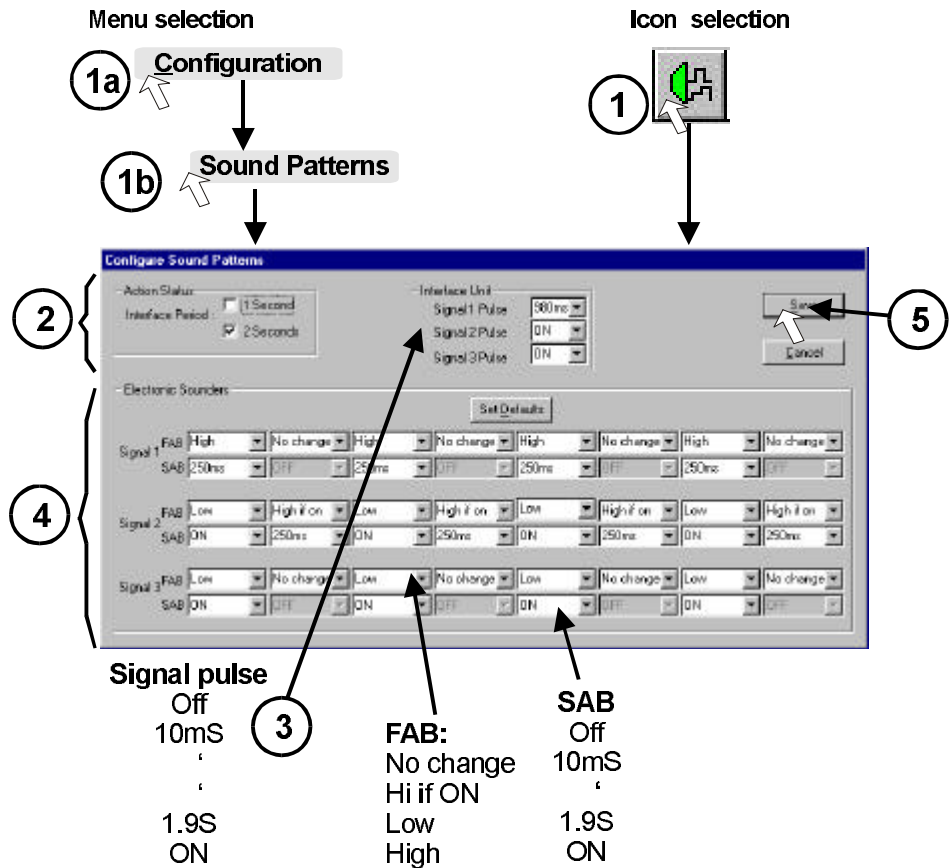 Menu selection
Icon selection
1a
Configuration
1
1b
Sound Patterns
Configure Sound Patterns
2
Action Status
Interface Period :
1 Second
2 Seconds
Interface Unit
Signal 1 Pulse 980ms
Signal 2 Pulse ON
Signal 3 Pulse ON
Save
Cancel
5
4
Electronic Sounders
Set Defaults
Signal 1
FAB High No change High No change High No change High No change
SAB 250ms OFF 250ms OFF 250ms OFF 250ms OFF
Signal 2
FAB Low High if on Low High if on Low High if on Low High if on
SAB ON 250ms ON 250ms ON 250ms ON 250ms
Signal 3
FAB Low No change Low No change Low No change Low No change
SAB ON OFF ON OFF ON OFF ON OFF
Signal pulse
Off
10mS
‘
‘
1.9S
ON
3
FAB:
No change
Hi if ON
Low
High
SAB
Off
10mS
‘
1.9S
ON